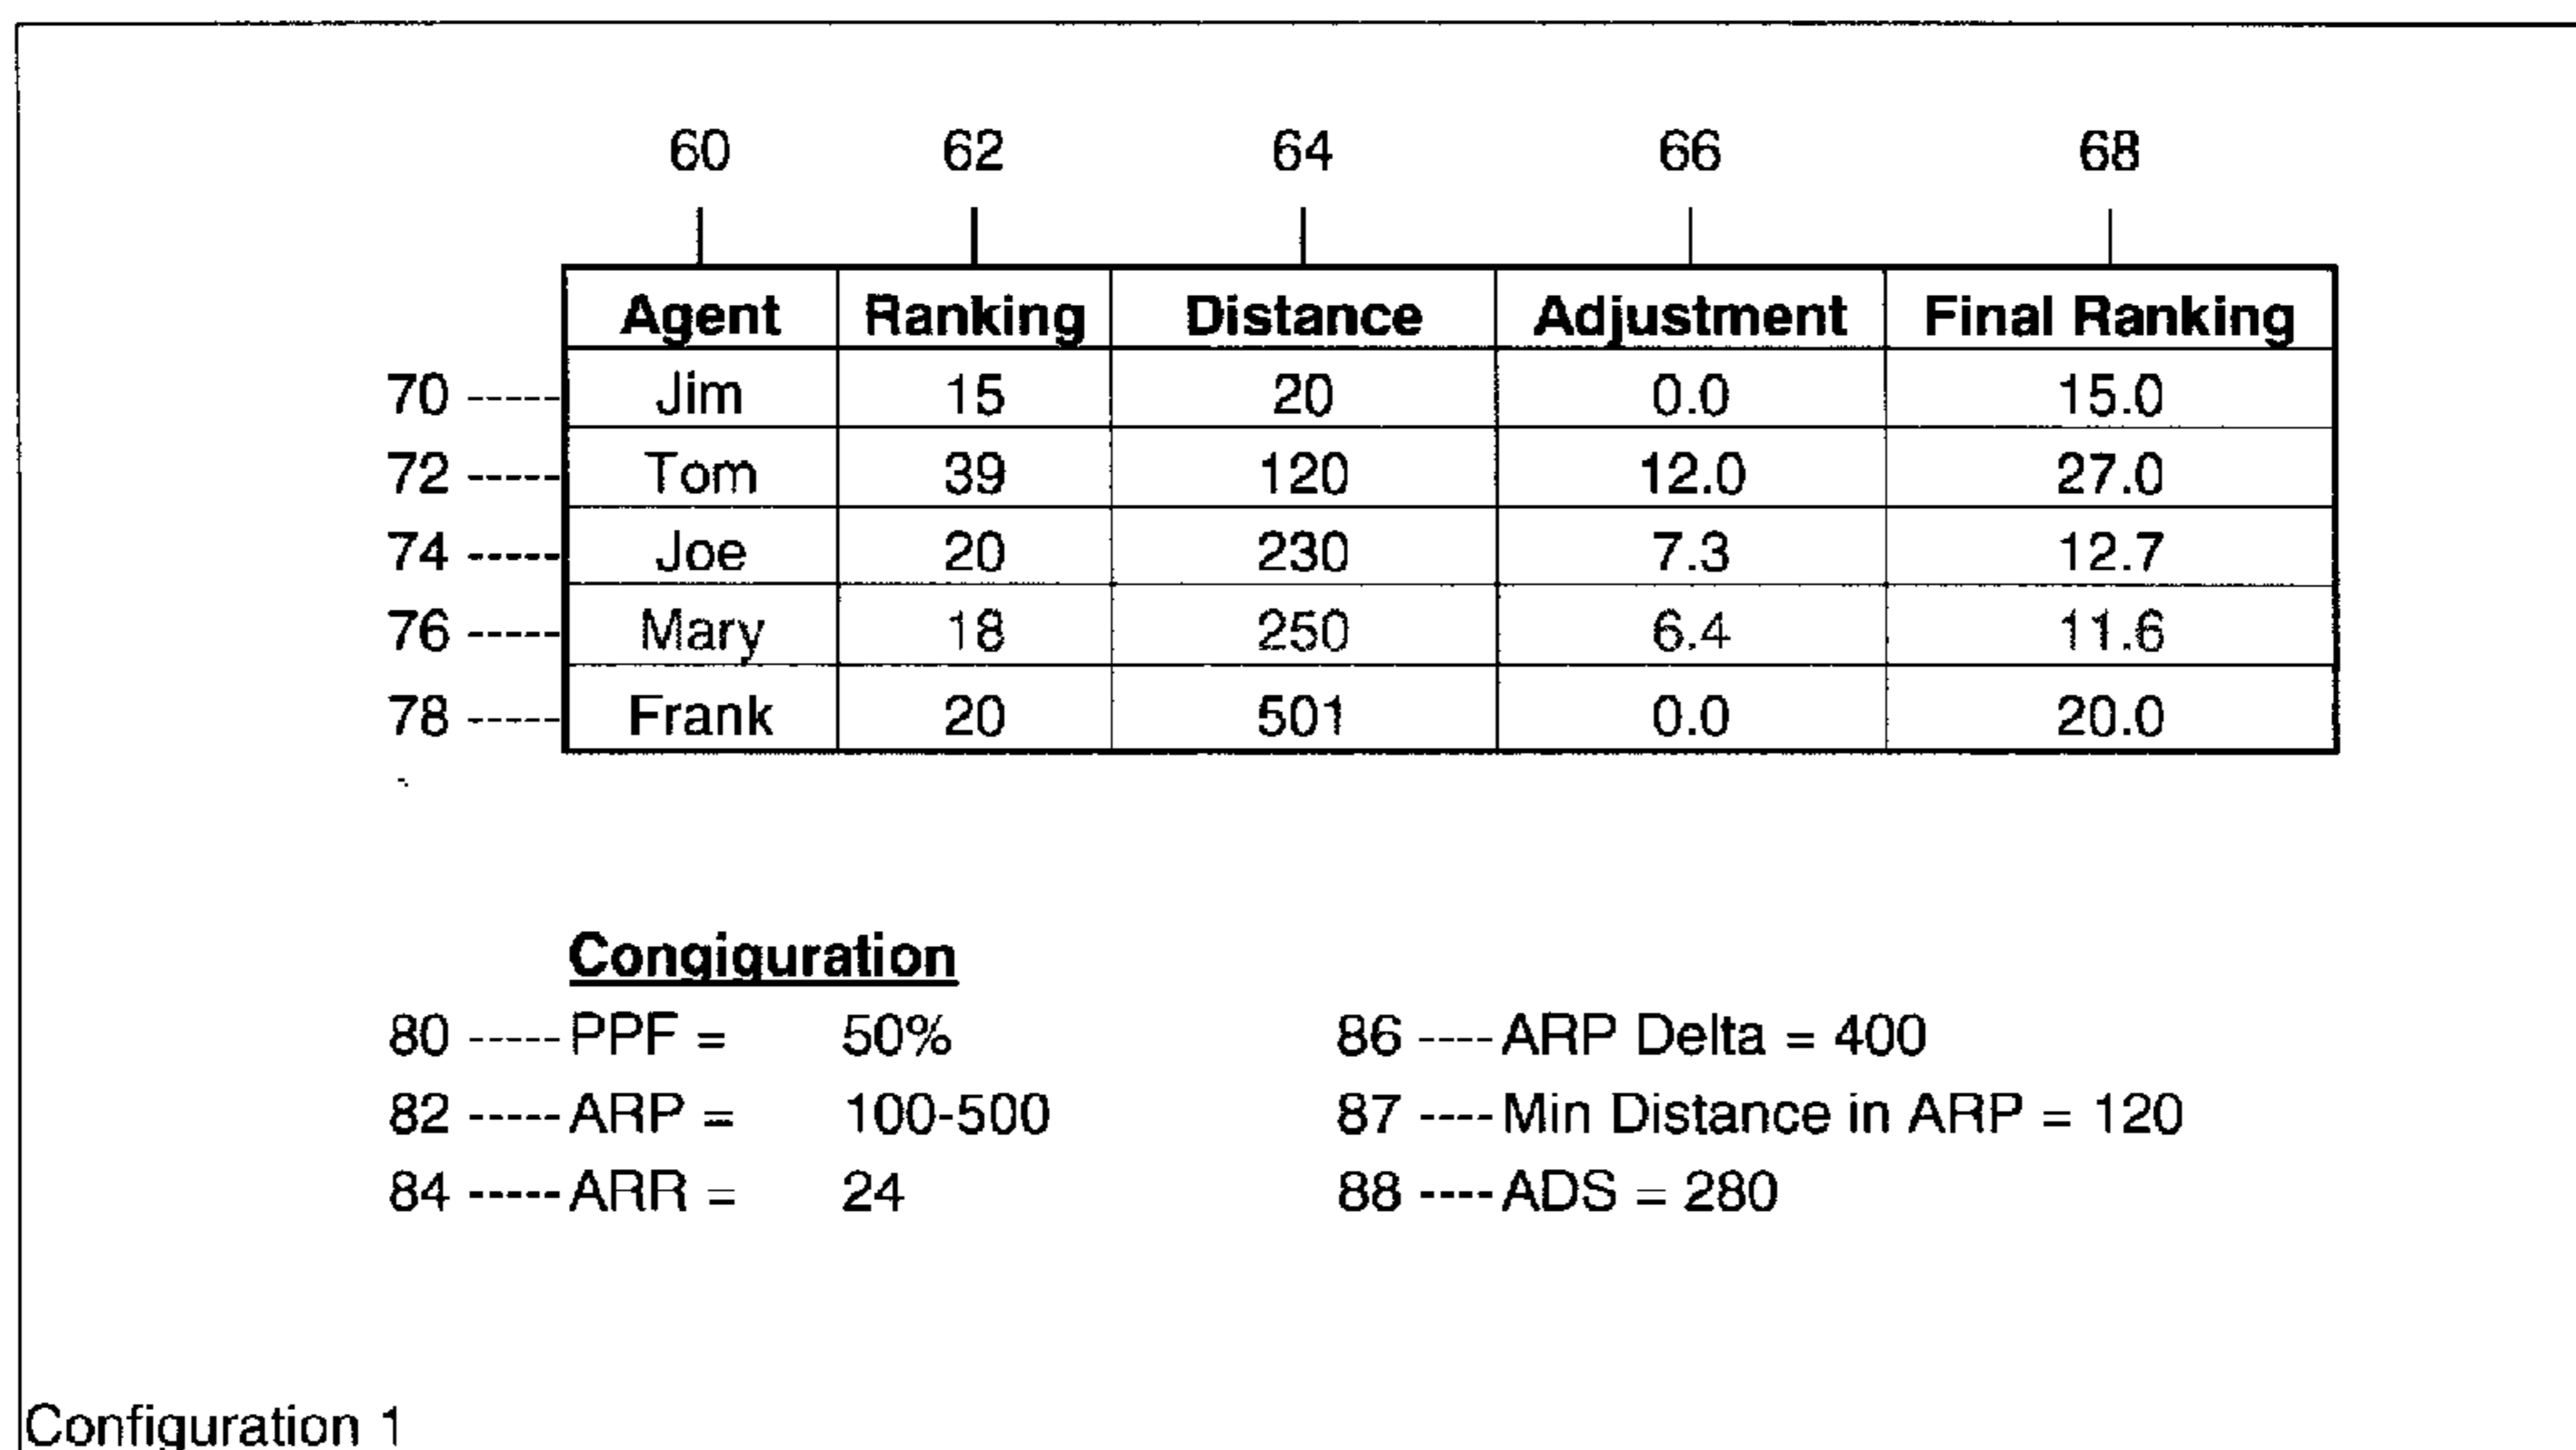 60 62 64 66 68
Agent Ranking Distance Adjustment Final Ranking
70 ----- Jim 15 20 0.0 15.0
72 ----- Tom 39 120 12.0 27.0
74 ----- Joe 20 230 7.3 12.7
76 ----- Mary 18 250 6.4 11.6
78 ----- Frank 20 501 0.0 20.0
Congiguration
80 ----- PPF = 50% 86 ---- ARP Delta = 400
82 ----- ARP = 100-500 87 ---- Min Distance in ARP = 120
84 ----- ARR = 24 88 ---- ADS = 280
Configuration 1